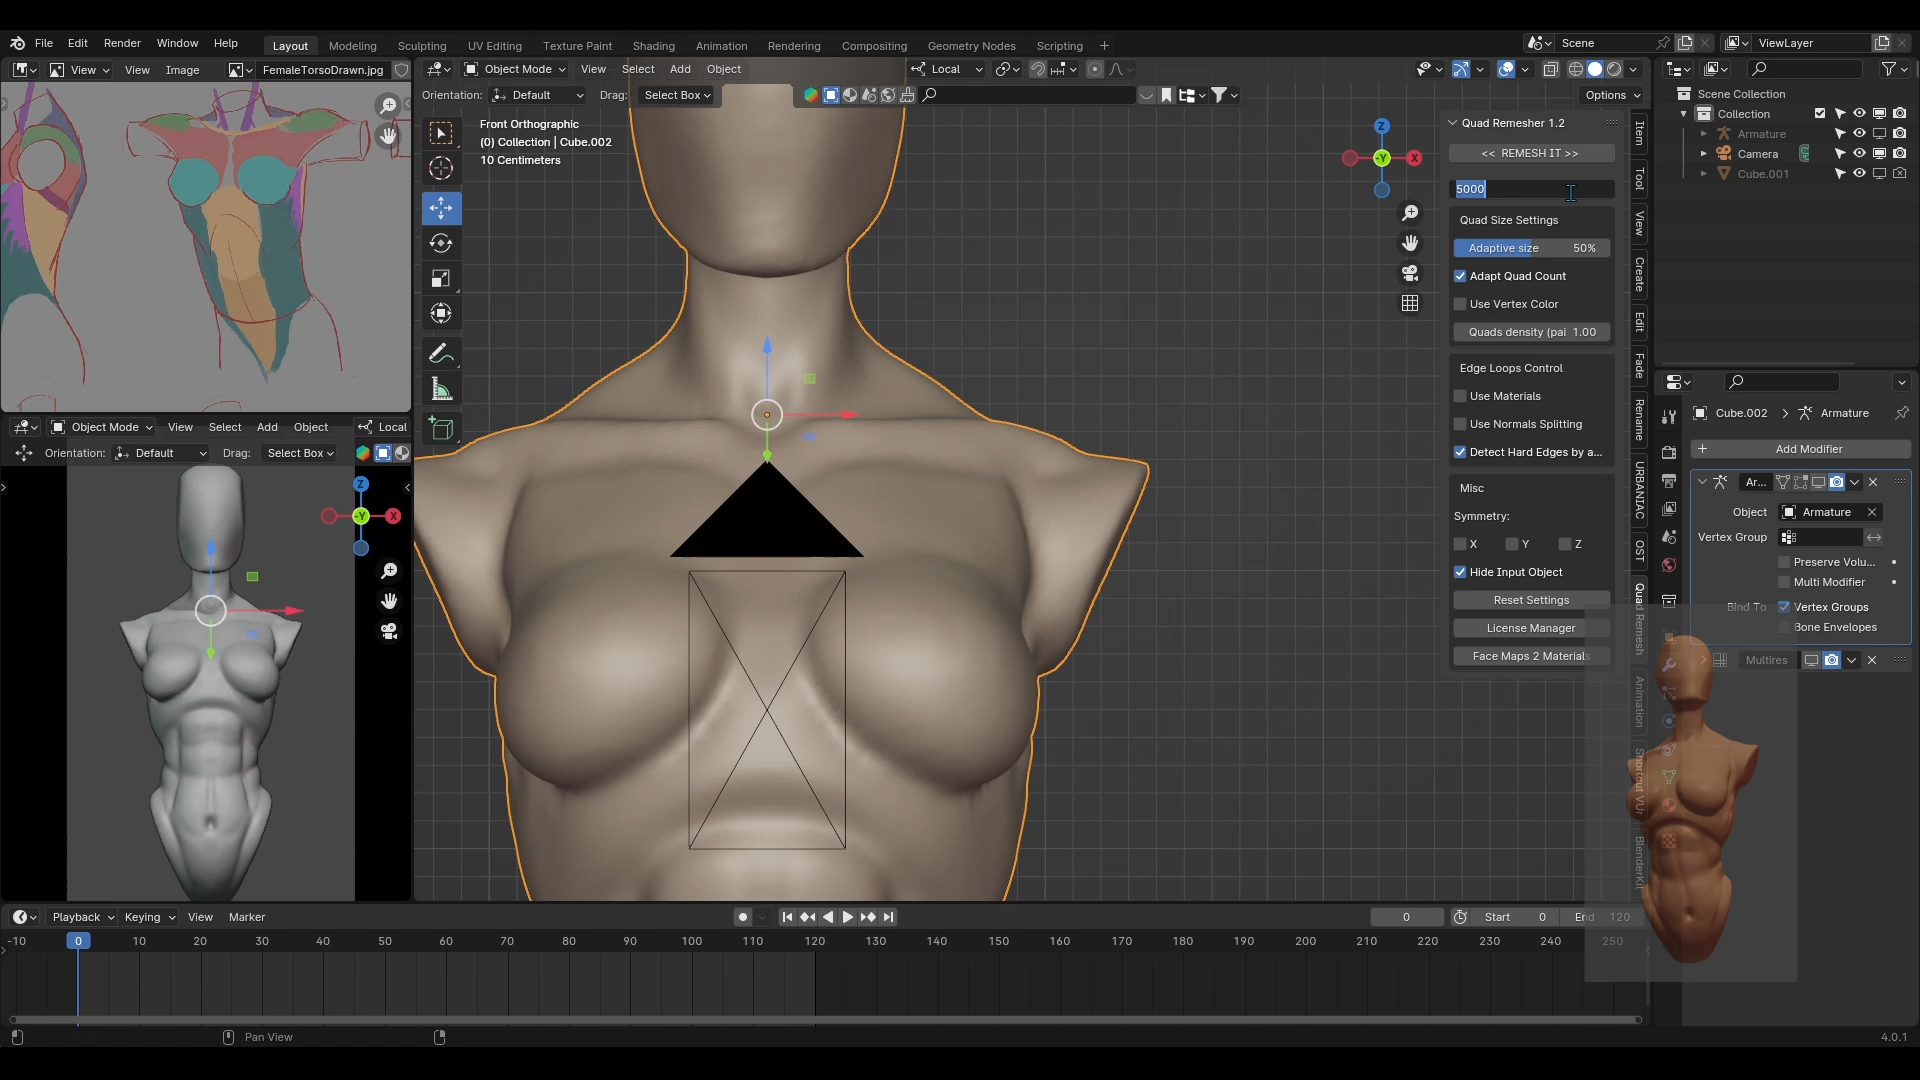 File Edit Render Window Help Layout Modeling Sculpting UV Editing Texture Paint Shading Animation Rendering Compositing Geometry Nodes Scripting + Scene ViewLayer
View View Image FemaleTorsoDrawn.jpg
Object Mode View Select Add Object Local
Orientation: Default Drag: Select Box Options
Front Orthographic
(0) Collection | Cube.002
10 Centimeters
Z
-Y
X
Quad Remesher 1.2
<< REMESH IT >>
5000
Quad Size Settings
Adaptive size 50%
Adapt Quad Count
Use Vertex Color
Quads density (pai 1.00
Edge Loops Control
Use Materials
Use Normals Splitting
Detect Hard Edges by a...
Misc
Symmetry:
X Y Z
Hide Input Object
Reset Settings
License Manager
Face Maps 2 Materials
Item
Tool
View
Create
Edit
Fade
Rename
URBANIAC
OST
Quad Remesh
Animation
Shortcut VUr
BlenderKit
Scene Collection
Collection
Armature
Camera
Cube.001
Cube.002 > Armature
+ Add Modifier
Ar...
Object Armature
Vertex Group
Preserve Volu...
Multi Modifier
Bind To Vertex Groups
Bone Envelopes
Multires
Object Mode View Select Add Object Local
Orientation: Default Drag: Select Box
Z
-Y
X
Playback Keying View Marker 0 Start 0 End 120
-10 0 10 20 30 40 50 60 70 80 90 100 110 120 130 140 150 160 170 180 190 200 210 220 230 240 250
Pan View 4.0.1